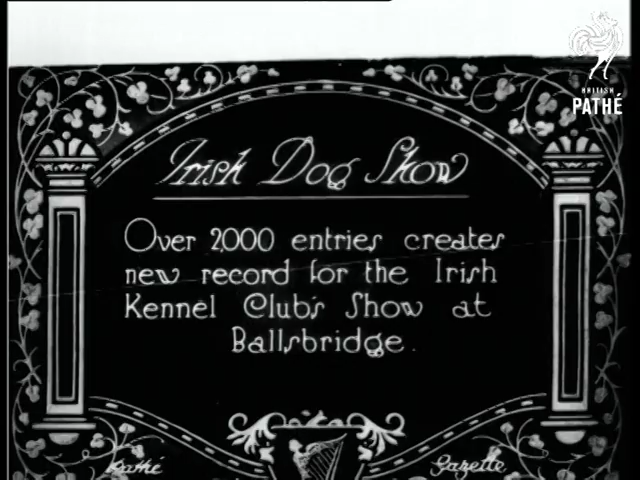 BRITISH
PATHÉ
Irish Dog Show
Over 2,000 entries creates
new record for the Irish
Kennel Club's Show at
Ballsbridge.
Pathé Gazette